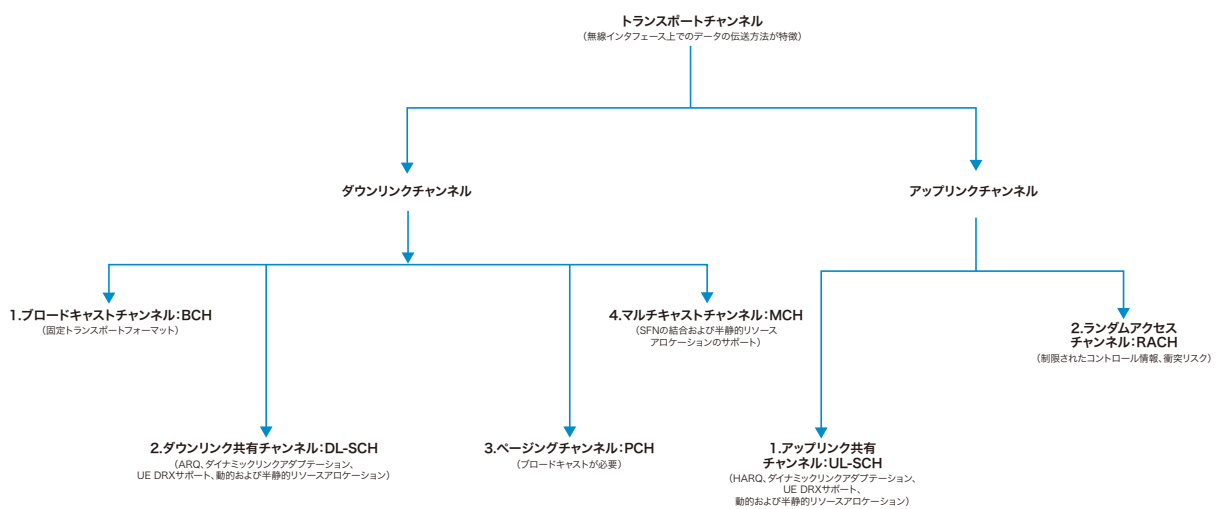 トランスポートチャンネル
(無線インタフェース上でのデータの伝送方法が特徴)
ダウンリンクチャンネル
アップリンクチャンネル
1.ブロードキャストチャンネル:BCH
(固定トランスポートフォーマット)
4.マルチキャストチャンネル:MCH
(SFNの結合および半静的リソース
アロケーションのサポート)
2.ランダムアクセス
チャンネル:RACH
(制限されたコントロール情報、衝突リスク)
2.ダウンリンク共有チャンネル:DL-SCH
(ARQ、ダイナミックリンクアダプテーション、
UE DRXサポート、動的および半静的リソースアロケーション)
3.ページングチャンネル:PCH
(ブロードキャストが必要)
1.アップリンク共有
チャンネル:UL-SCH
(HARQ、ダイナミックリンクアダプテーション、
UE DRXサポート、
動的および半静的リソースアロケーション)